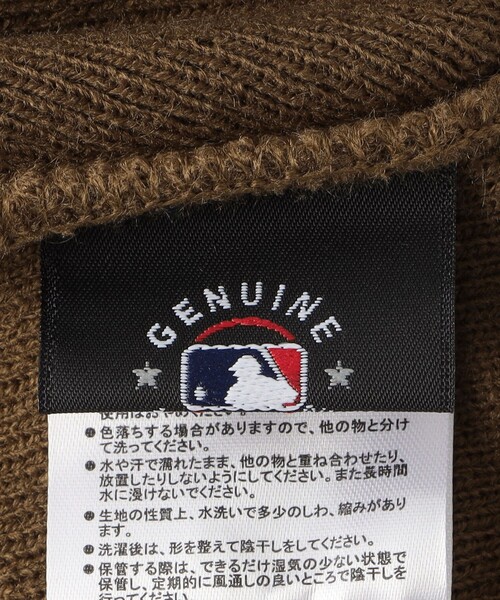 GENUINE
● 色落ちする場合がありますので、他の物と分け
て洗ってください。
● 水や汗で濡れたまま、他の物と重ね合わせたり、
放置したりしないようにしてください。また長時間
水に浸けないでください。
● 生地の性質上、水洗いで多少のしわ、縮みがあり
ます。
● 洗濯後は、形を整えて陰干しをしてください。
● 保管する際は、できるだけ湿気の少ない状態で
保管し、定期的に風通しの良いところで陰干しを
行ってください。